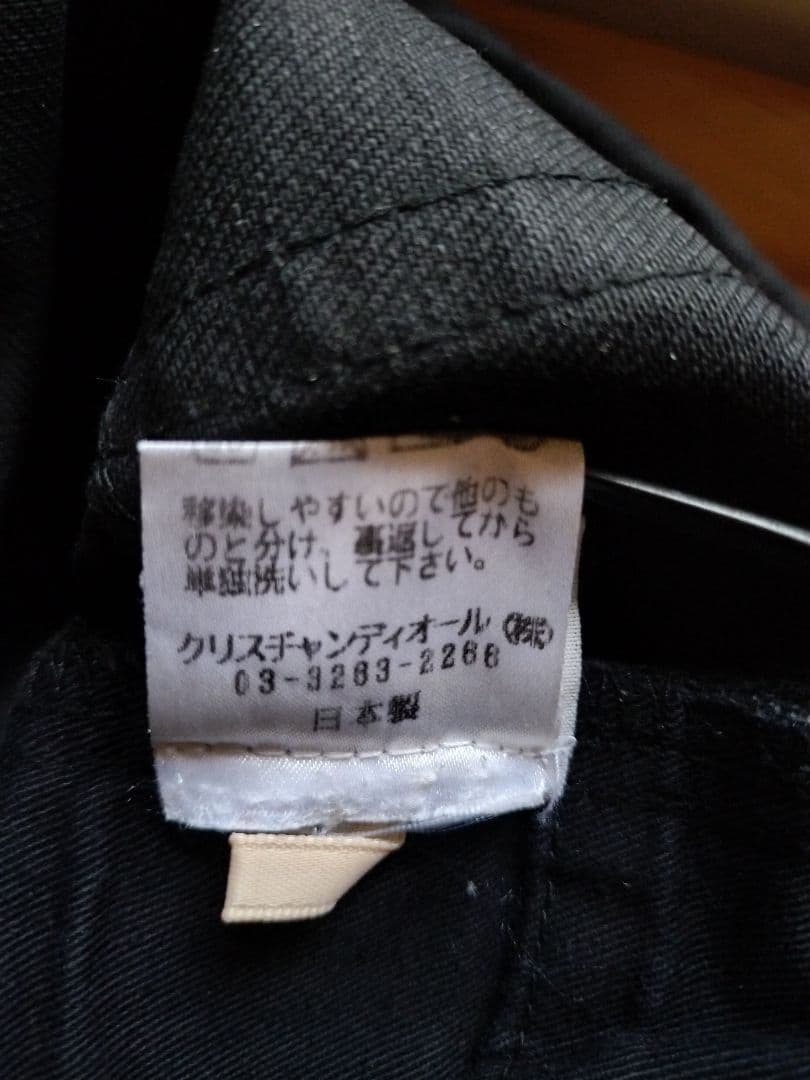 移染しやすいので他のも
のと分け、裏返してから
単独洗いして下さい。
クリスチャンディオール㈱
03-3263-2266
日本製